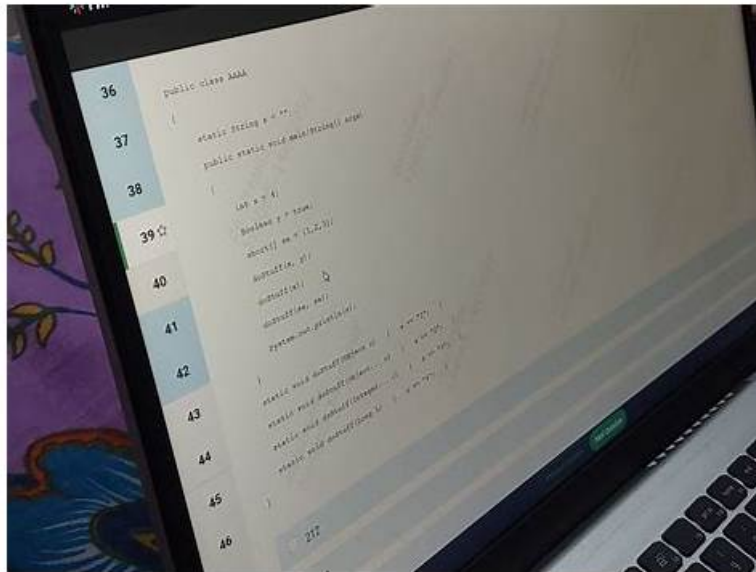 36
37
38
39
40
41
42
43
44
45
46
public class AAAA
{
static String s = "";
public static void main(String[] args)
{
int x = 4;
Boolean y = true;
short[] sa = {1,2,3};
doStuff(x, y);
doStuff(x);
doStuff(sa, sa);
System.out.println(s);
}
static void doStuff(Object o) {
static void doStuff(Object... o) {
static void doStuff(Integer... i) {
static void doStuff(Long L) {
}
212